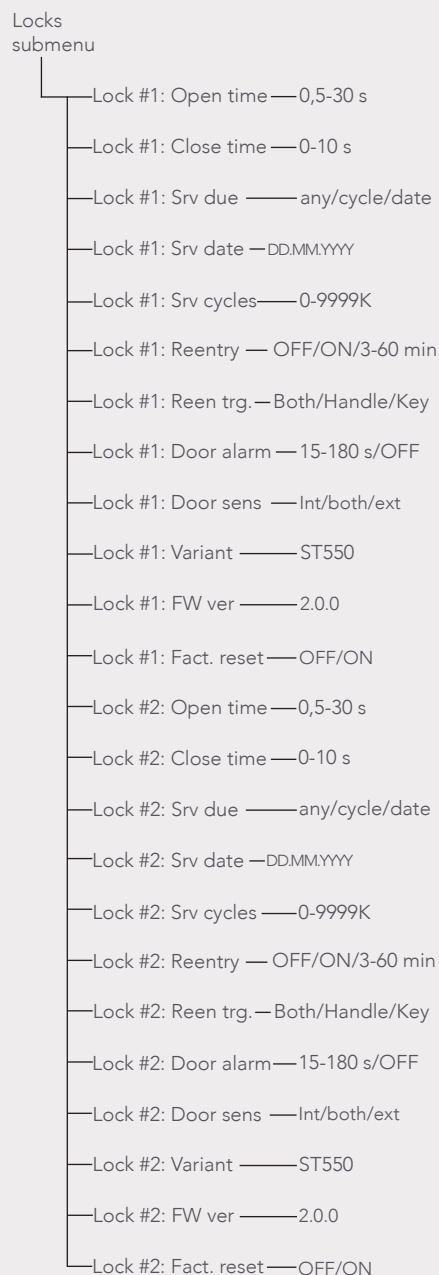 Locks
submenu
Lock #1: Open time 0,5-30 s
Lock #1: Close time 0-10 s
Lock #1: Srv due any/cycle/date
Lock #1: Srv date DD.MM.YYYY
Lock #1: Srv cycles 0-9999K
Lock #1: Reentry OFF/ON/3-60 min
Lock #1: Reen trg. Both/Handle/Key
Lock #1: Door alarm 15-180 s/OFF
Lock #1: Door sens Int/both/ext
Lock #1: Variant ST550
Lock #1: FW ver 2.0.0
Lock #1: Fact. reset OFF/ON
Lock #2: Open time 0,5-30 s
Lock #2: Close time 0-10 s
Lock #2: Srv due any/cycle/date
Lock #2: Srv date DD.MM.YYYY
Lock #2: Srv cycles 0-9999K
Lock #2: Reentry OFF/ON/3-60 min
Lock #2: Reen trg. Both/Handle/Key
Lock #2: Door alarm 15-180 s/OFF
Lock #2: Door sens Int/both/ext
Lock #2: Variant ST550
Lock #2: FW ver 2.0.0
Lock #2: Fact. reset OFF/ON